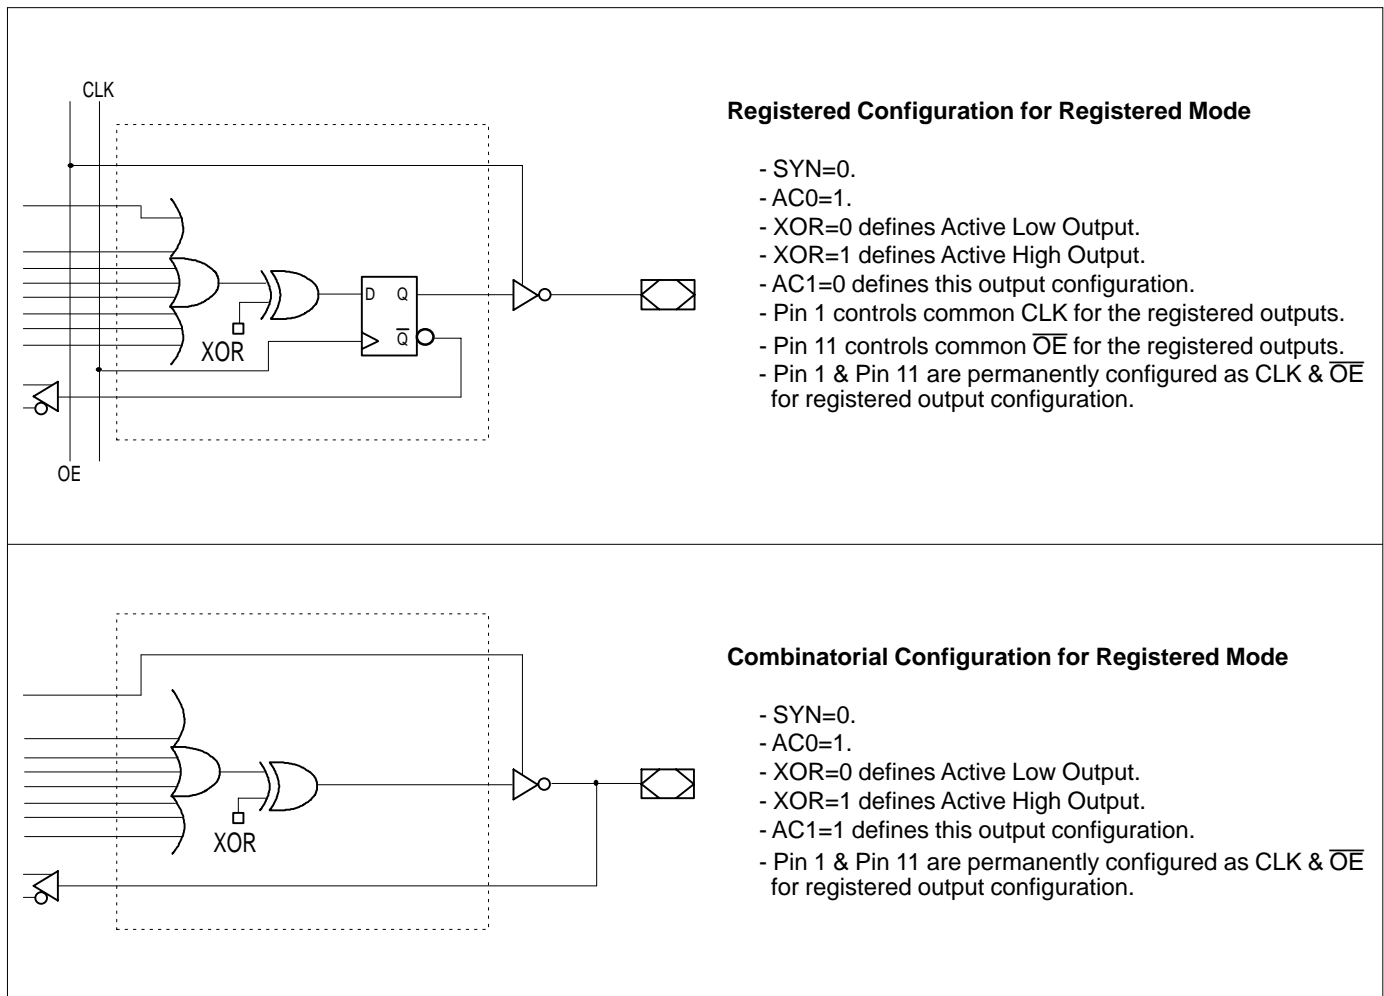 CLK
D Q
Q̅
XOR
OE
Registered Configuration for Registered Mode
- SYN=0.
- AC0=1.
- XOR=0 defines Active Low Output.
- XOR=1 defines Active High Output.
- AC1=0 defines this output configuration.
- Pin 1 controls common CLK for the registered outputs.
- Pin 11 controls common O̅E̅ for the registered outputs.
- Pin 1 & Pin 11 are permanently configured as CLK & O̅E̅
for registered output configuration.
XOR
Combinatorial Configuration for Registered Mode
- SYN=0.
- AC0=1.
- XOR=0 defines Active Low Output.
- XOR=1 defines Active High Output.
- AC1=1 defines this output configuration.
- Pin 1 & Pin 11 are permanently configured as CLK & O̅E̅
for registered output configuration.